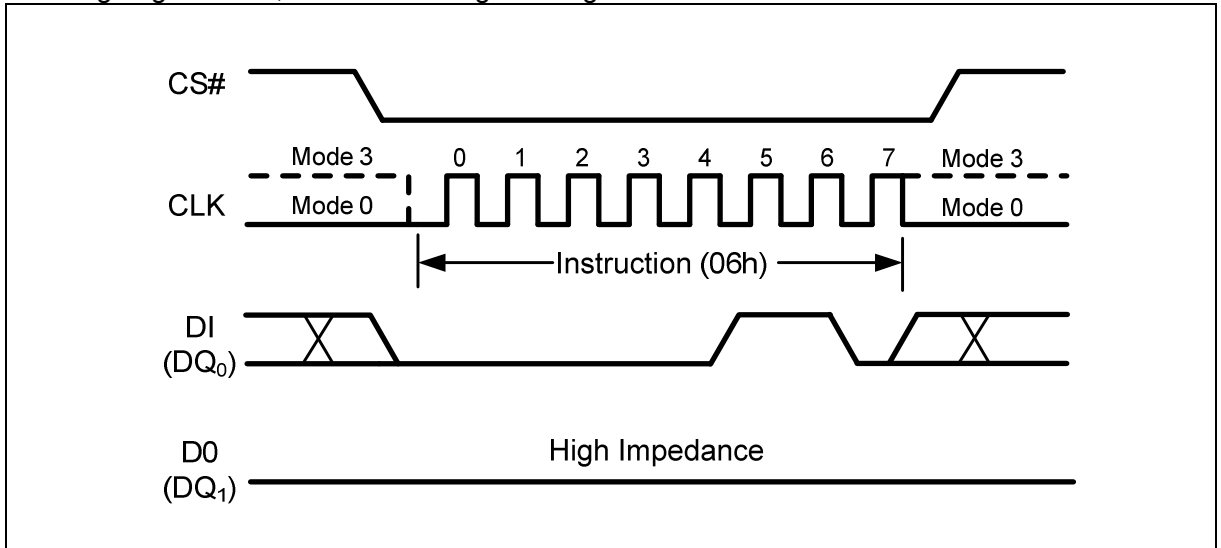 CS#
Mode 3 0 1 2 3 4 5 6 7 Mode 3
CLK Mode 0 Mode 0
Instruction (06h)
DI
(DQ₀)
D0 High Impedance
(DQ₁)